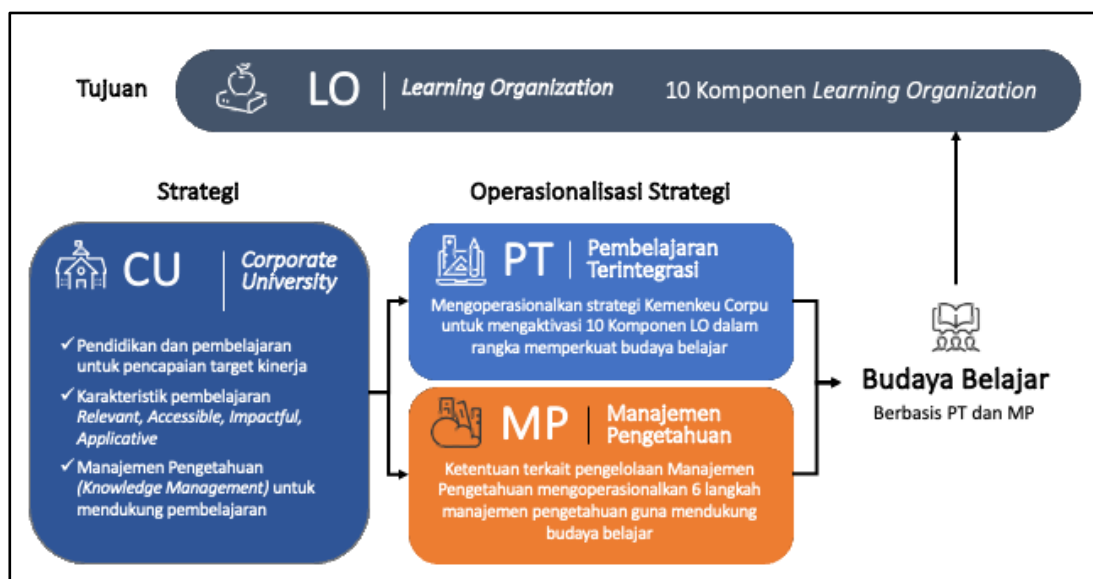 Tujuan
LO
Learning Organization
10 Komponen Learning Organization
Strategi
CU
Corporate
University
✓ Pendidikan dan pembelajaran
untuk pencapaian target kinerja
✓ Karakteristik pembelajaran
Relevant, Accessible, Impactful,
Applicative
✓ Manajemen Pengetahuan
(Knowledge Management) untuk
mendukung pembelajaran
Operasionalisasi Strategi
PT
Pembelajaran
Terintegrasi
Mengoperasionalkan strategi Kemenkeu Corpu
untuk mengaktivasi 10 Komponen LO dalam
rangka memperkuat budaya belajar
MP
Manajemen
Pengetahuan
Ketentuan terkait pengelolaan Manajemen
Pengetahuan mengoperasionalkan 6 langkah
manajemen pengetahuan guna mendukung
budaya belajar
Budaya Belajar
Berbasis PT dan MP